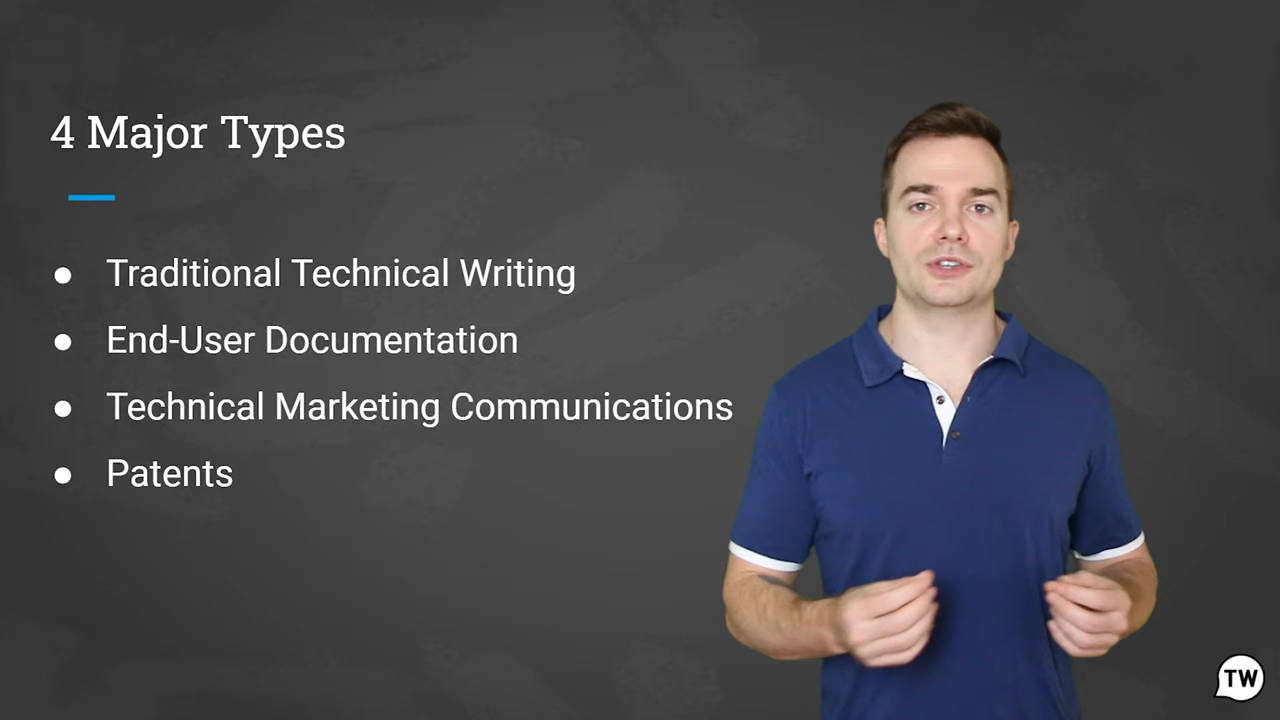 4 Major Types
● Traditional Technical Writing
● End-User Documentation
● Technical Marketing Communications
● Patents
TW